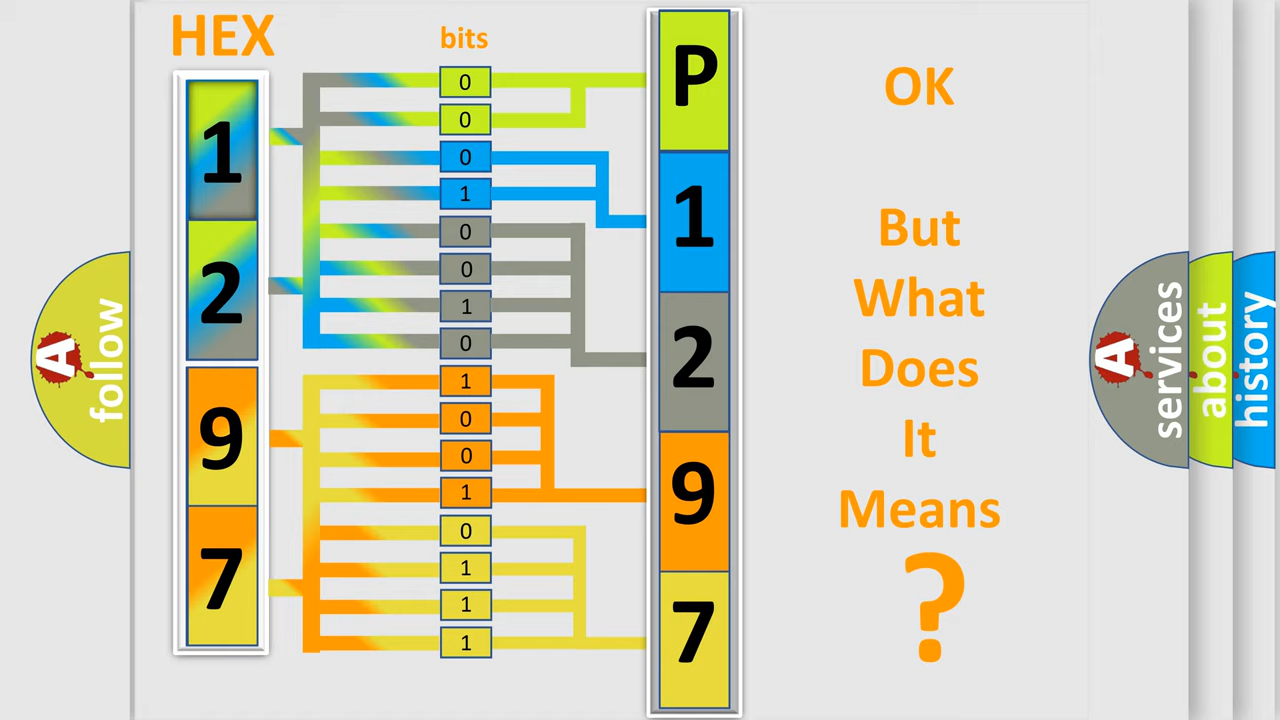 HEX
bits
1
2
9
7
0
0
0
1
0
0
1
0
1
0
0
1
0
1
1
1
P
1
2
9
7
OK
But
What
Does
It
Means
?
A
follow
A
services
about
history